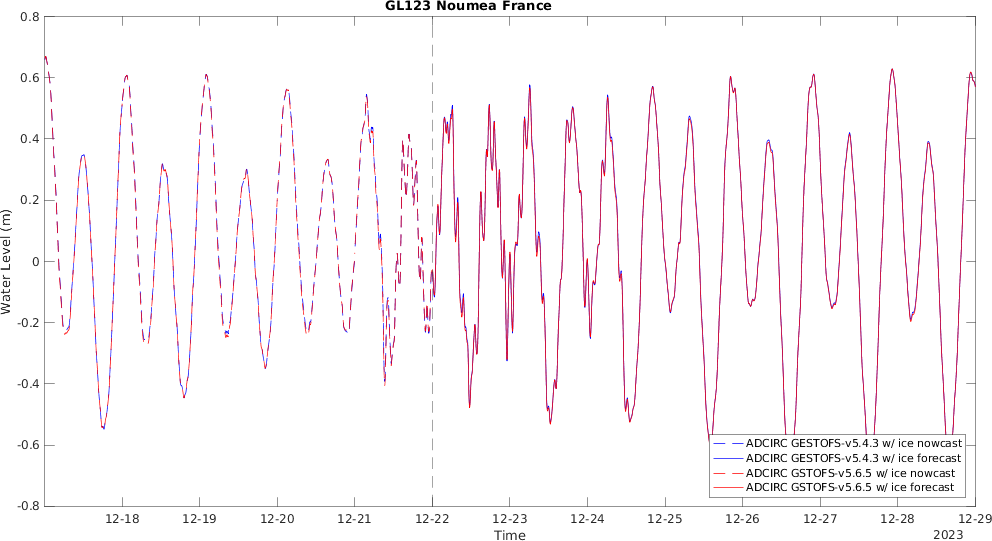 GL123 Noumea France
0.8
0.6
0.4
0.2
0
-0.2
-0.4
-0.6
-0.8
Water Level (m)
ADCIRC GESTOFS-v5.4.3 w/ ice nowcast
ADCIRC GESTOFS-v5.4.3 w/ ice forecast
ADCIRC GSTOFS-v5.6.5 w/ ice nowcast
ADCIRC GSTOFS-v5.6.5 w/ ice forecast
12-18 12-19 12-20 12-21 12-22 12-23 12-24 12-25 12-26 12-27 12-28 12-29
Time
2023